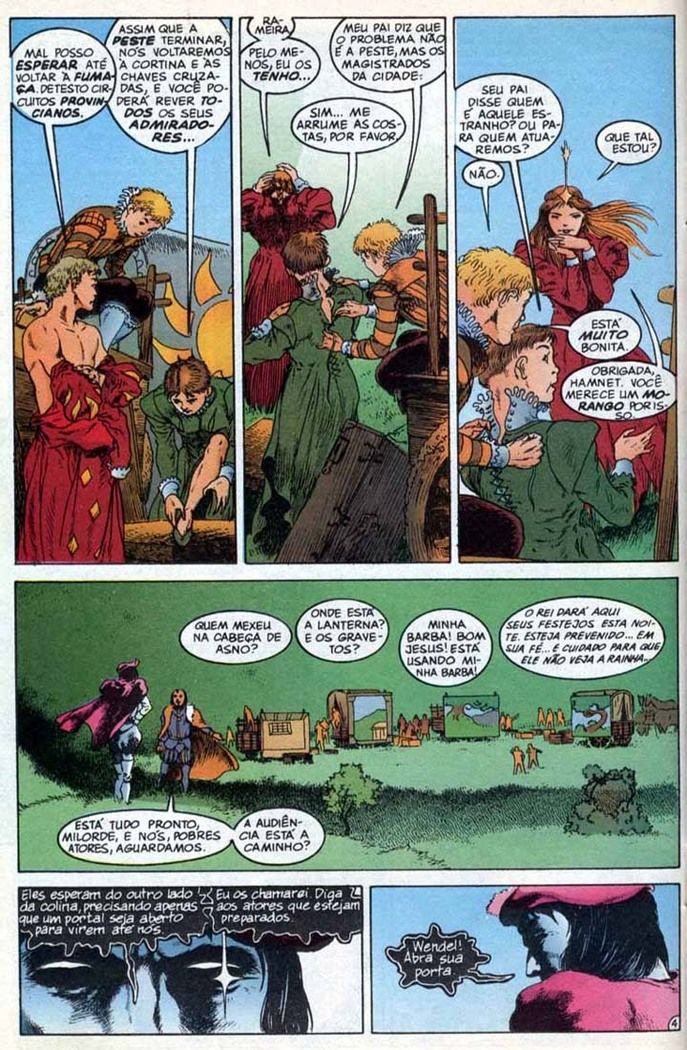 MAL POSSO
ESPERAR ATÉ
VOLTAR À FUMA-
ÇA. DETESTO CIR-
CUITOS PROVIN-
CIANOS.
ASSIM QUE A
PESTE TERMINAR,
NÓS VOLTAREMOS
À CORTINA E ÀS
CHAVES CRUZA-
DAS, E VOCÊ PO-
DERÁ REVER TO-
DOS OS SEUS
ADMIRADO-
RES...
RA-
MEIRA.
PELO ME-
NOS, EU OS
TENHO...
MEU PAI DIZ QUE
O PROBLEMA NÃO
É A PESTE, MAS OS
MAGISTRADOS
DA CIDADE:
SIM... ME
ARRUME AS COS-
TAS, POR FAVOR.
SEU PAI
DISSE QUEM
É AQUELE ES-
TRANHO? OU PA-
RA QUEM ATUA-
REMOS?
NÃO.
QUE TAL
ESTOU?
ESTÁ
MUITO
BONITA.
OBRIGADA,
HAMNET. VOCÊ
MERECE UM MO-
RANGO POR IS-
SO.
QUEM MEXEU
NA CABEÇA DE
ASNO?
ONDE ESTÁ
A LANTERNA?
E OS GRAVE-
TOS?
MINHA
BARBA! BOM
JESUS! ESTÁ
USANDO MI-
NHA BARBA!
O REI DARÁ AQUI
SEUS FESTEJOS ESTA NOI-
TE. ESTEJA PREVENIDO... EM
SUA FÉ... E CUIDADO PARA QUE
ELE NÃO VEJA A RAINHA...
ESTÁ TUDO PRONTO,
MILORDE, E NÓS, POBRES
ATORES, AGUARDAMOS.
A AUDIÊN-
CIA ESTÁ A
CAMINHO?
Eles esperam do outro lado
da colina, precisando apenas
que um portal seja aberto
para virem até nós.
Eu os chamarei. Diga
aos atores que estejam
preparados.
Wendel!
Abra sua
porta.
4